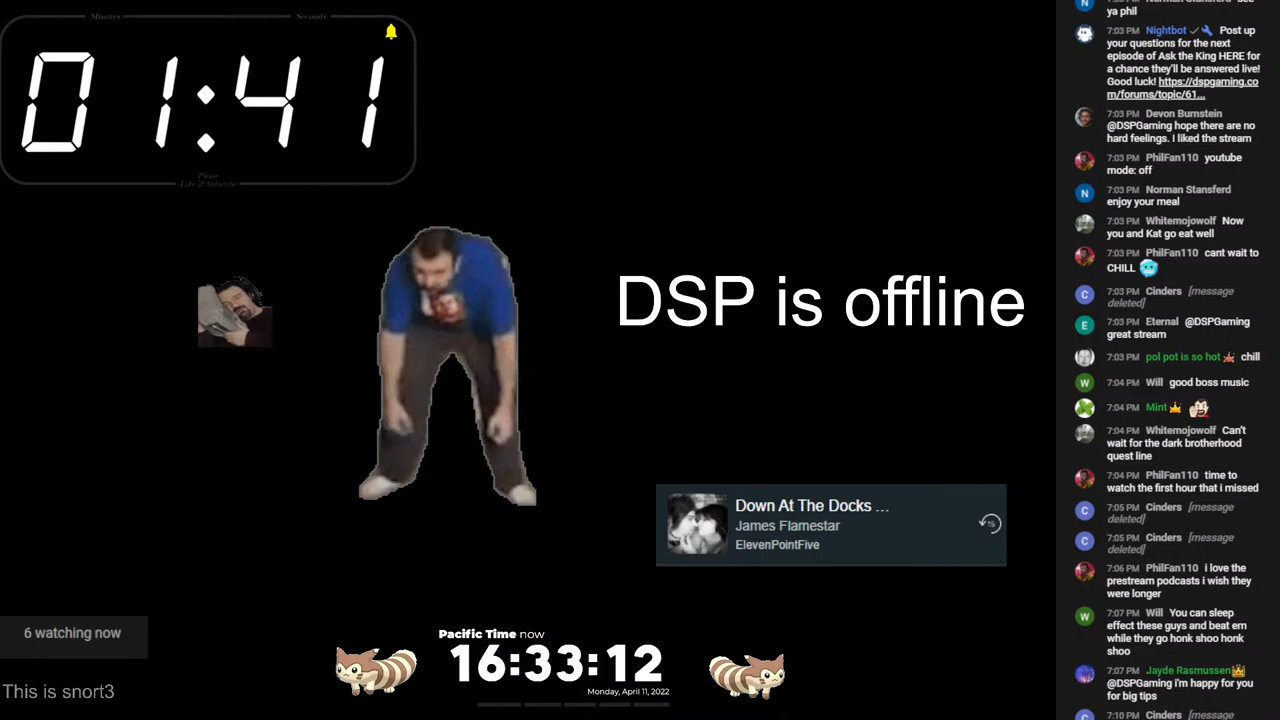 Minutes
Seconds
01:41
Please
Like & Subscribe
DSP is offline
Down At The Docks ...
James Flamestar
ElevenPointFive
15
6 watching now
This is snort3
Pacific Time now
16:33:12
Monday, April 11, 2022
ya phil
7:03 PM Nightbot Post up
your questions for the next
episode of Ask the King HERE for
a chance they'll be answered live!
Good luck! https://dspgaming.co
m/forums/topic/61...
7:03 PM Devon Burnstein
@DSPGaming hope there are no
hard feelings. I liked the stream
7:03 PM PhilFan110 youtube
mode: off
N
7:03 PM Norman Stansferd
enjoy your meal
7:03 PM Whitemojowolf Now
you and Kat go eat well
7:03 PM PhilFan110 cant wait to
CHILL
C
7:03 PM Cinders [message
deleted]
E
7:03 PM Eternal @DSPGaming
great stream
7:03 PM pol pot is so hot chill
W
7:04 PM Will good boss music
7:04 PM Mint
7:04 PM Whitemojowolf Can't
wait for the dark brotherhood
quest line
7:04 PM PhilFan110 time to
watch the first hour that i missed
C
7:05 PM Cinders [message
deleted]
C
7:05 PM Cinders [message
deleted]
7:06 PM PhilFan110 i love the
prestream podcasts i wish they
were longer
W
7:07 PM Will You can sleep
effect these guys and beat em
while they go honk shoo honk
shoo
7:07 PM Jayde Rasmussen
@DSPGaming i'm happy for you
for big tips
C
7:10 PM Cinders [message